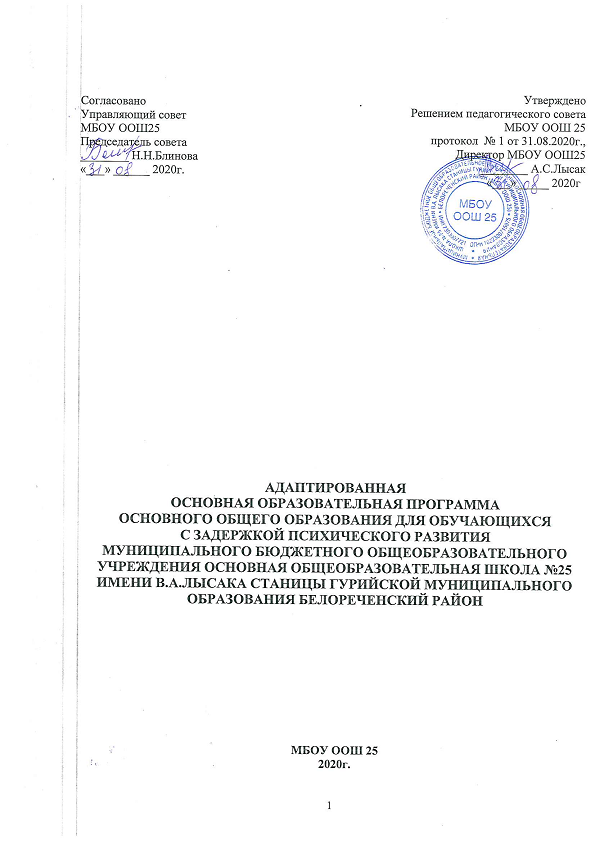 Согласовано
Управляющий совет
МБОУ ООШ25
Председатель совета
Н.Н.Блинова
« 31 » 08 2020г.
Утверждено
Решением педагогического совета
МБОУ ООШ 25
протокол № 1 от 31.08.2020г.,
Директор МБОУ ООШ25
А.С.Лысак
08 2020г
МБОУ
ООШ 25
АДАПТИРОВАННАЯ
ОСНОВНАЯ ОБРАЗОВАТЕЛЬНАЯ ПРОГРАММА
ОСНОВНОГО ОБЩЕГО ОБРАЗОВАНИЯ ДЛЯ ОБУЧАЮЩИХСЯ
С ЗАДЕРЖКОЙ ПСИХИЧЕСКОГО РАЗВИТИЯ
МУНИЦИПАЛЬНОГО БЮДЖЕТНОГО ОБЩЕОБРАЗОВАТЕЛЬНОГО
УЧРЕЖДЕНИЯ ОСНОВНАЯ ОБЩЕОБРАЗОВАТЕЛЬНАЯ ШКОЛА №25
ИМЕНИ В.А.ЛЫСАКА СТАНИЦЫ ГУРИЙСКОЙ МУНИЦИПАЛЬНОГО
ОБРАЗОВАНИЯ БЕЛОРЕЧЕНСКИЙ РАЙОН
МБОУ ООШ 25
2020г.
1